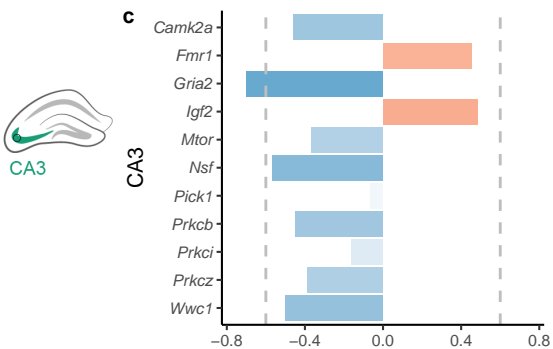 c
Camk2a
Fmr1
Gria2
Igf2
Mtor
Nsf
Pick1
Prkcb
Prkci
Prkcz
Wwc1
CA3
CA3
−0.8 −0.4 0.0 0.4 0.8